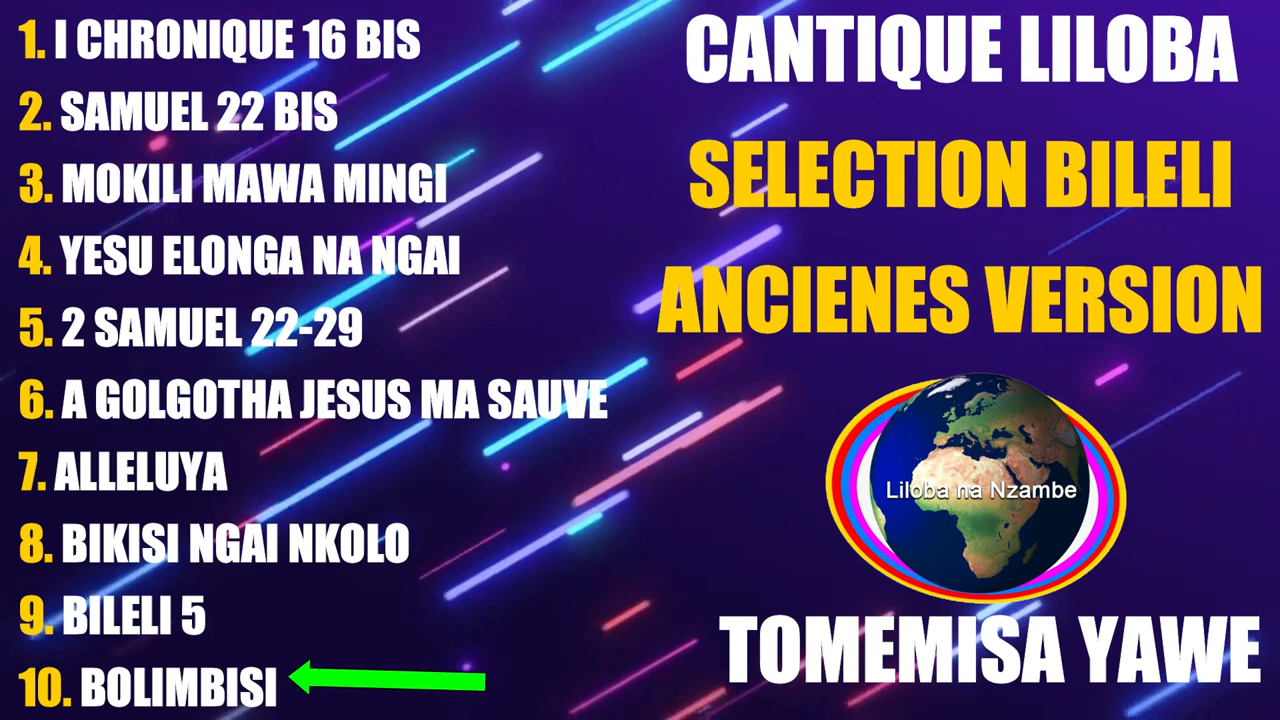 1. I CHRONIQUE 16 BIS
2. SAMUEL 22 BIS
3. MOKILI MAWA MINGI
4. YESU ELONGA NA NGAI
5. 2 SAMUEL 22-29
6. A GOLGOTHA JESUS MA SAUVE
7. ALLELUYA
8. BIKISI NGAI NKOLO
9. BILELI 5
10. BOLIMBISI
CANTIQUE LILOBA
SELECTION BILELI
ANCIENES VERSION
Liloba na Nzambe
TOMEMISA YAWE